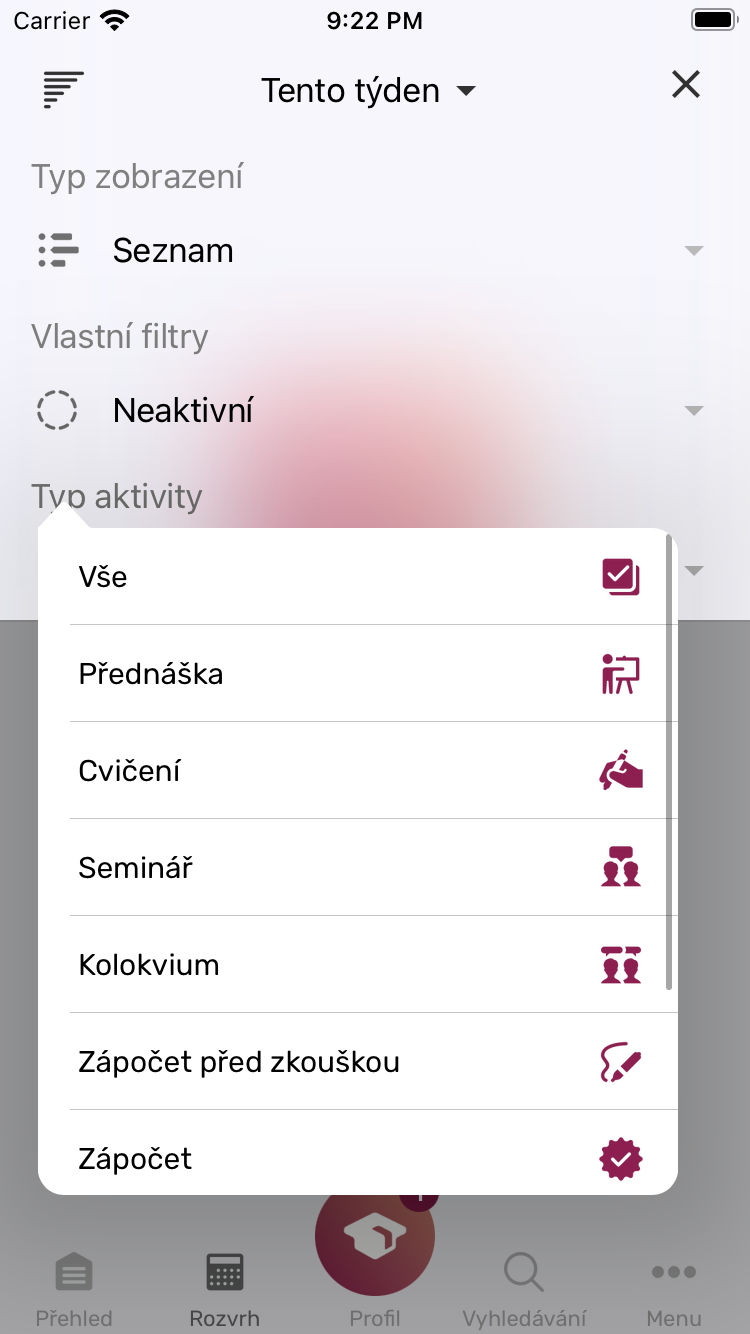 Carrier 9:22 PM
Tento týden
Typ zobrazení
Seznam
Vlastní filtry
Neaktivní
Typ aktivity
Vše
Přednáška
Cvičení
Seminář
Kolokvium
Zápočet před zkouškou
Zápočet
Přehled Rozvrh Profil Vyhledávání Menu